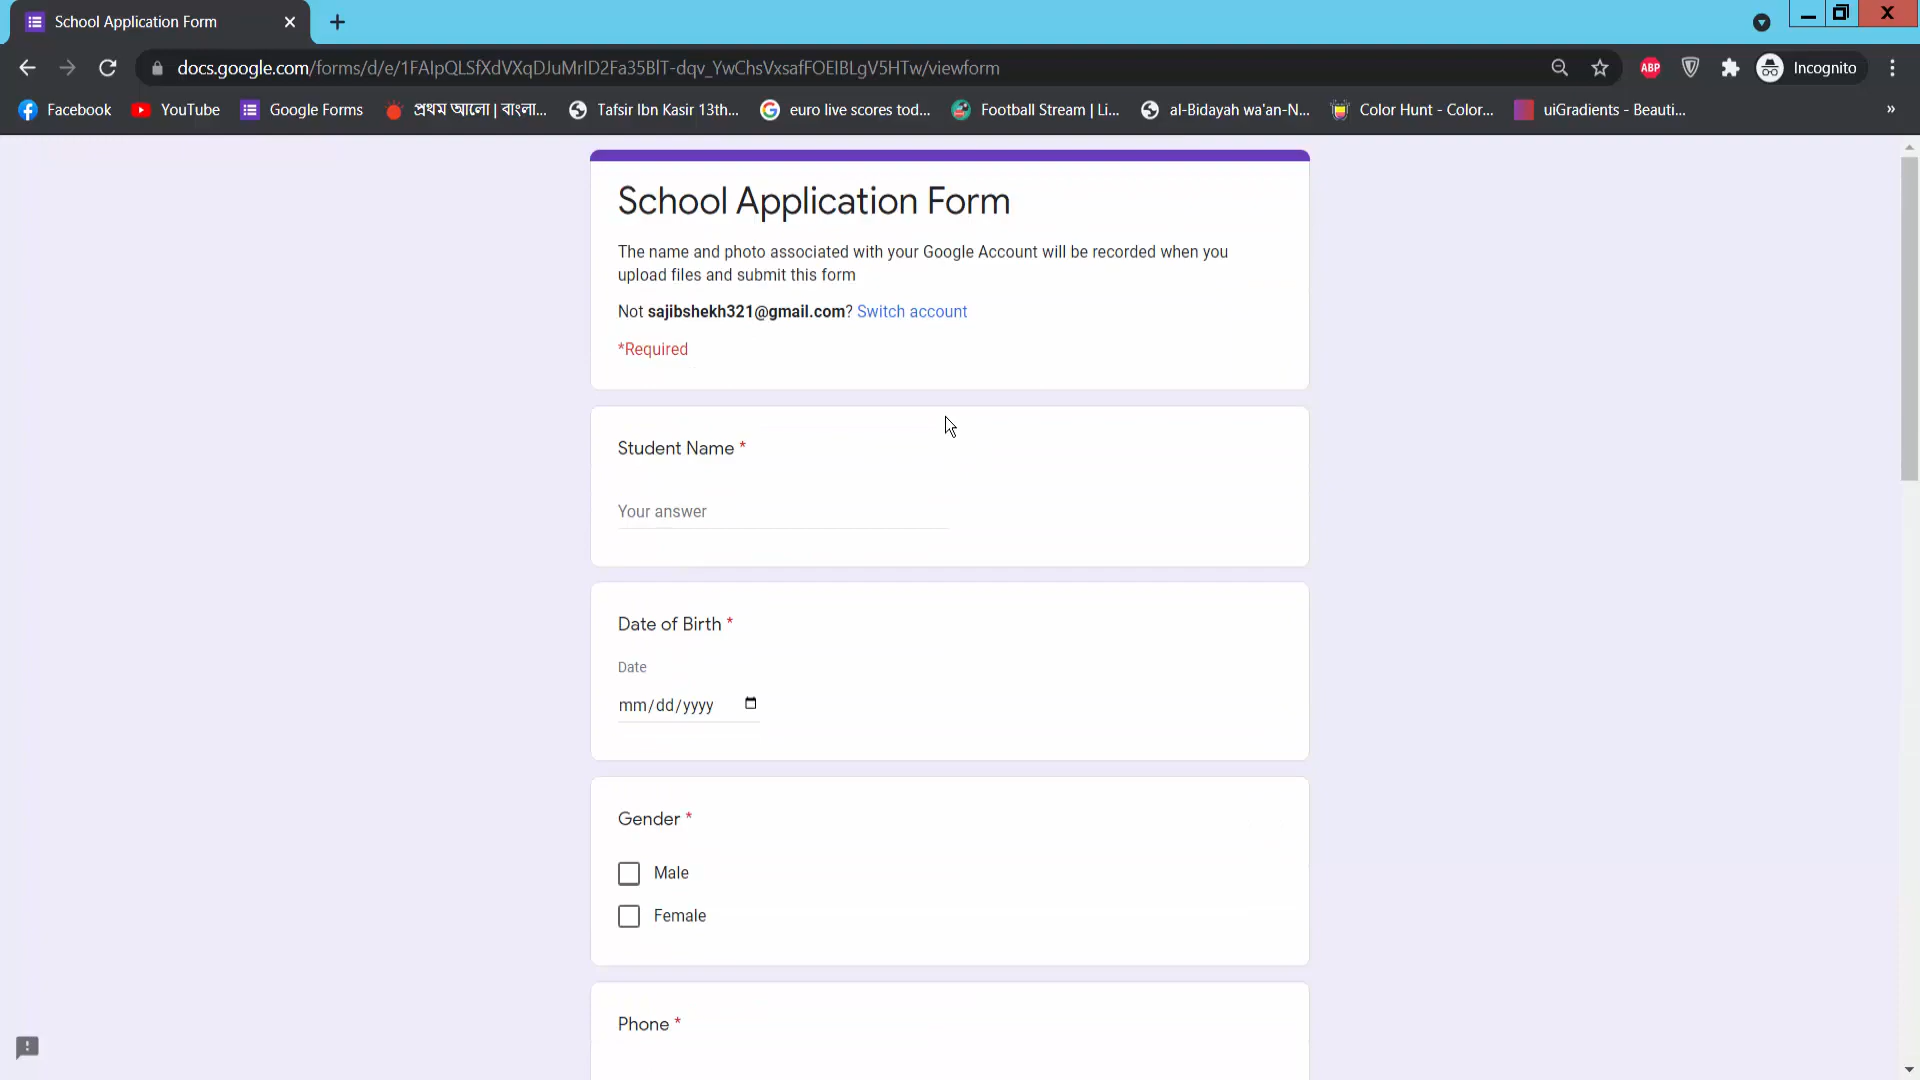 School Application Form
docs.google.com/forms/d/e/1FAIpQLSfXdVXqDJuMrID2Fa35BlT-dqv_YwChsVxsafFOEIBLgV5HTw/viewform
ABP
Incognito
Facebook
YouTube
Google Forms
প্রথম আলো | বাংলা...
Tafsir Ibn Kasir 13th...
euro live scores tod...
Football Stream | Li...
al-Bidayah wa'an-N...
Color Hunt - Color...
uiGradients - Beauti...
»
School Application Form
The name and photo associated with your Google Account will be recorded when you
upload files and submit this form
Not sajibshekh321@gmail.com? Switch account
*Required
Student Name *
Your answer
Date of Birth *
Date
mm/dd/yyyy
Gender *
Male
Female
Phone *